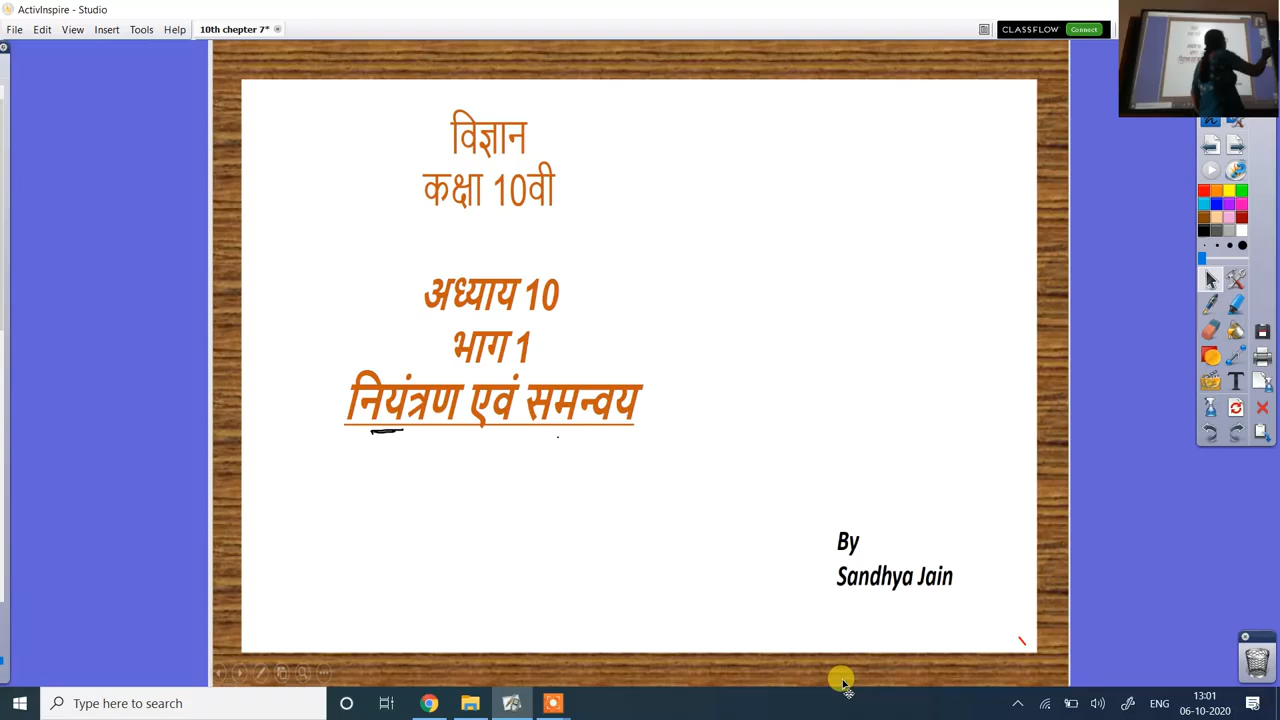 ActivInspire - Studio
File Edit View Insert Tools Help
10th chepter 7*
CLASSFLOW Connect
विज्ञान
कक्षा 10वी
अध्याय 10
भाग 1
नियंत्रण एवं समन्वय
By
Sandhya Jain
Type here to search
ENG
13:01
06-10-2020